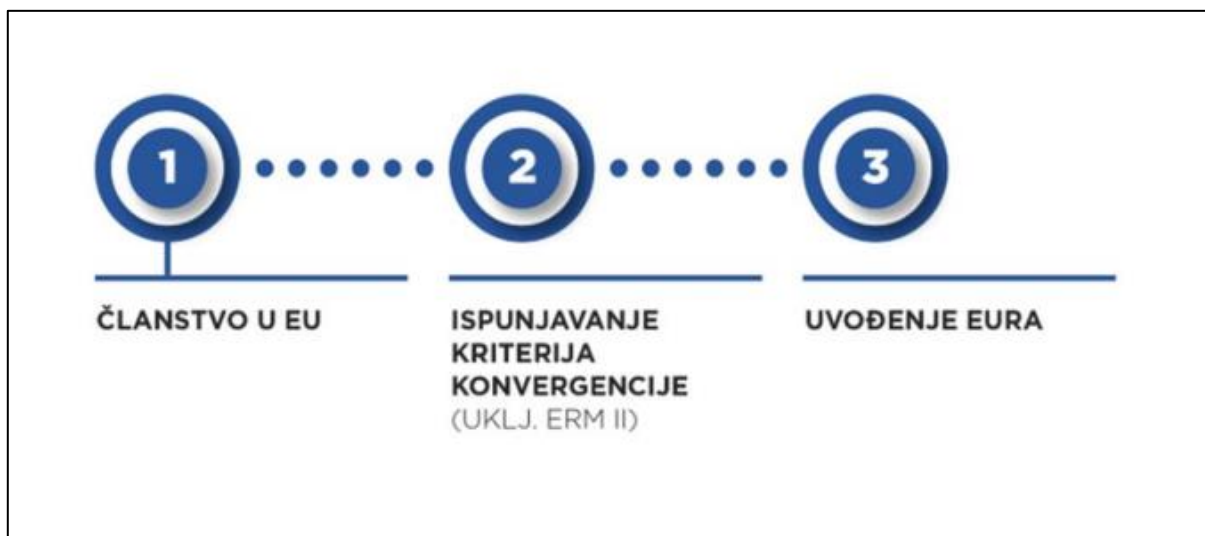 1
2
3
ČLANSTVO U EU
ISPUNJAVANJE
KRITERIJA
KONVERGENCIJE
(UKLJ. ERM II)
UVOĐENJE EURA